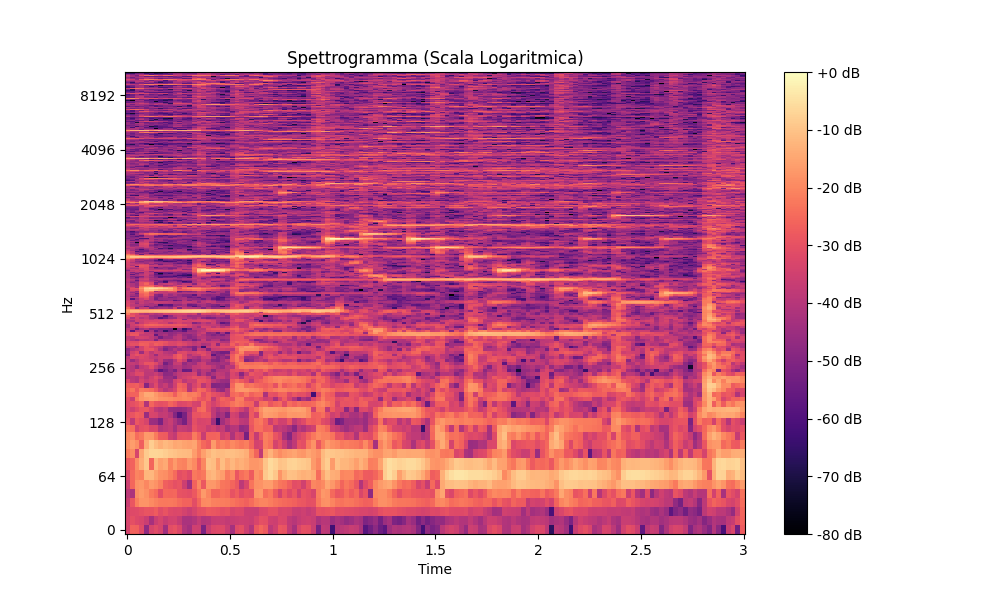 Spettrogramma (Scala Logaritmica)
Hz
8192
4096
2048
1024
512
256
128
64
0
0
0.5
1
1.5
2
2.5
3
Time
+0 dB
-10 dB
-20 dB
-30 dB
-40 dB
-50 dB
-60 dB
-70 dB
-80 dB